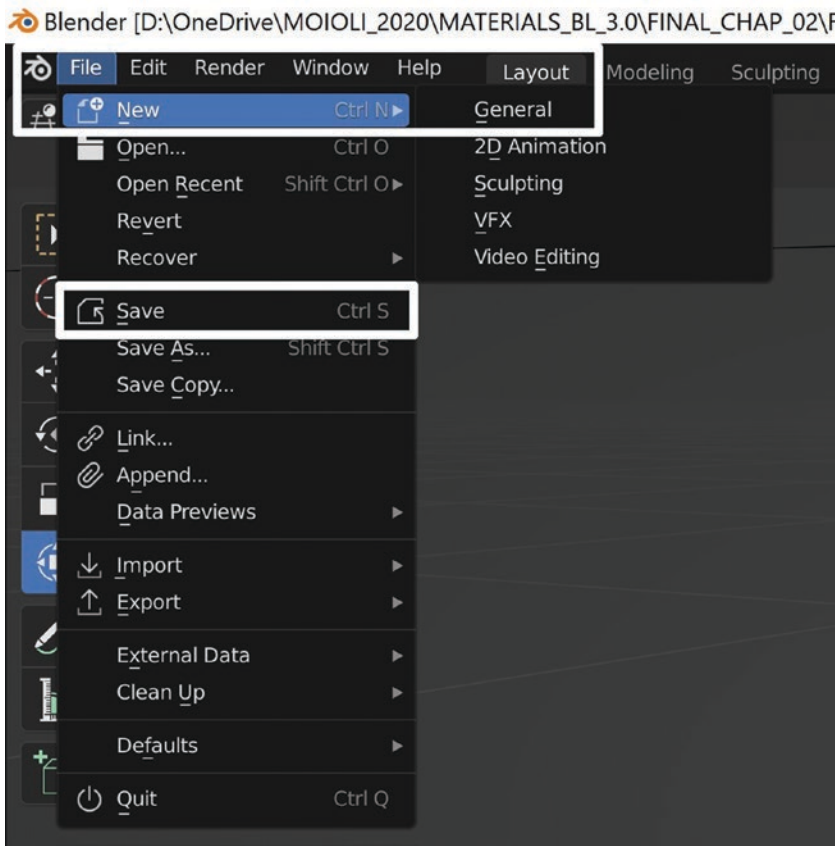 Blender [D:\OneDrive\MOIOLI_2020\MATERIALS_BL_3.0\FINAL_CHAP_02\F
File Edit Render Window Help Layout Modeling Sculpting
New Ctrl N General
Open... Ctrl O 2D Animation
Open Recent Shift Ctrl O Sculpting
Revert VFX
Recover Video Editing
Save Ctrl S
Save As... Shift Ctrl S
Save Copy...
Link...
Append...
Data Previews
Import
Export
External Data
Clean Up
Defaults
Quit Ctrl Q